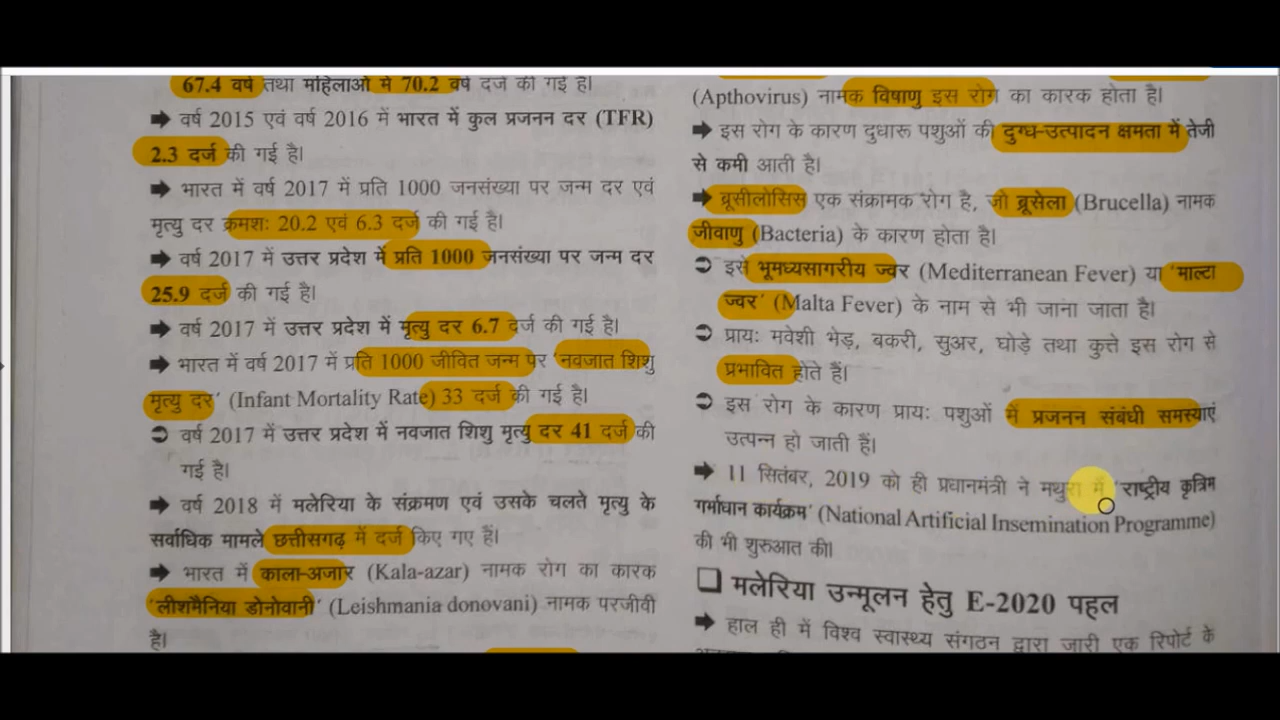 67.4 वर्ष तथा महिलाओं में 70.2 वर्ष दर्ज की गई है।
➡ वर्ष 2015 एवं वर्ष 2016 में भारत में कुल प्रजनन दर (TFR)
2.3 दर्ज की गई है।
➡ भारत में वर्ष 2017 में प्रति 1000 जनसंख्या पर जन्म दर एवं
मृत्यु दर क्रमशः 20.2 एवं 6.3 दर्ज की गई है।
➡ वर्ष 2017 में उत्तर प्रदेश में प्रति 1000 जनसंख्या पर जन्म दर
25.9 दर्ज की गई है।
➡ वर्ष 2017 में उत्तर प्रदेश में मृत्यु दर 6.7 दर्ज की गई है।
➡ भारत में वर्ष 2017 में प्रति 1000 जीवित जन्म पर 'नवजात शिशु
मृत्यु दर' (Infant Mortality Rate) 33 दर्ज की गई है।
➲ वर्ष 2017 में उत्तर प्रदेश में नवजात शिशु मृत्यु दर 41 दर्ज की
गई है।
➡ वर्ष 2018 में मलेरिया के संक्रमण एवं उसके चलते मृत्यु के
सर्वाधिक मामले छत्तीसगढ़ में दर्ज किए गए हैं।
➡ भारत में काला-अजार (Kala-azar) नामक रोग का कारक
'लीशमैनिया डोनोवानी' (Leishmania donovani) नामक परजीवी
है।
(Apthovirus) नामक विषाणु इस रोग का कारक होता है।
➡ इस रोग के कारण दुधारू पशुओं की दुग्ध-उत्पादन क्षमता में तेजी
से कमी आती है।
➡ ब्रूसीलोसिस एक संक्रामक रोग है, जो ब्रूसेला (Brucella) नामक
जीवाणु (Bacteria) के कारण होता है।
➲ इसे भूमध्यसागरीय ज्वर (Mediterranean Fever) या 'माल्टा
ज्वर' (Malta Fever) के नाम से भी जाना जाता है।
➲ प्रायः मवेशी भेड़, बकरी, सुअर, घोड़े तथा कुत्ते इस रोग से
प्रभावित होते हैं।
➲ इस रोग के कारण प्रायः पशुओं में प्रजनन संबंधी समस्याएं
उत्पन्न हो जाती हैं।
➡ 11 सितंबर, 2019 को ही प्रधानमंत्री ने मथुरा में 'राष्ट्रीय कृत्रिम
गर्भाधान कार्यक्रम' (National Artificial Insemination Programme)
की भी शुरुआत की।
❑ मलेरिया उन्मूलन हेतु E-2020 पहल
➡ हाल ही में विश्व स्वास्थ्य संगठन द्वारा जारी एक रिपोर्ट के